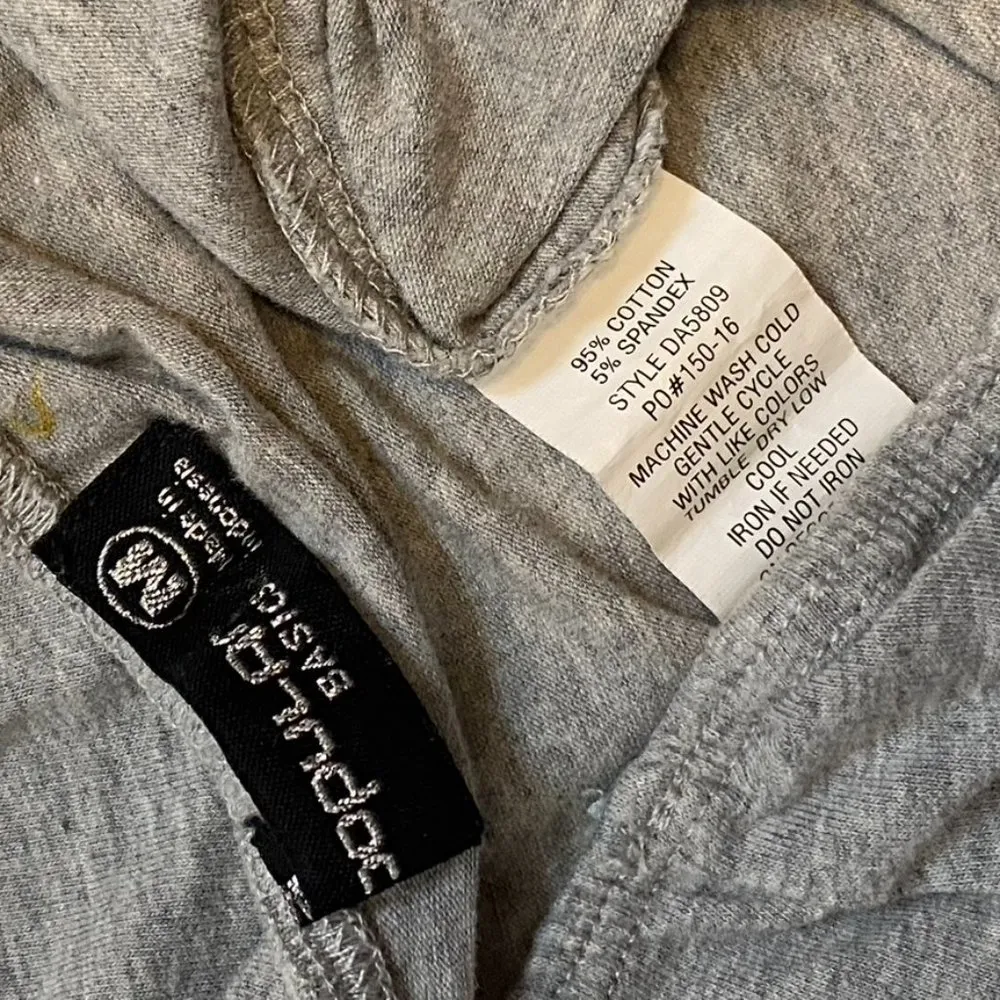 95% COTTON
5% SPANDEX
STYLE DA5809
PO#150-16
MACHINE WASH COLD
GENTLE CYCLE
WITH LIKE COLORS
TUMBLE DRY LOW
COOL
IRON IF NEEDED
DO NOT IRON
BASIC
M
Made In
Indonesia